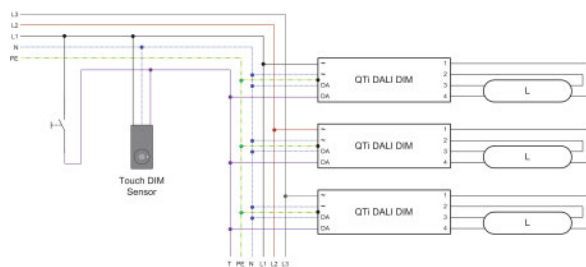 L3
L2
L1
N
PE
~
~
DA
DA
QTi DALI DIM
1
2
3
4
L
~
~
DA
DA
QTi DALI DIM
1
2
3
4
L
~
~
DA
DA
QTi DALI DIM
1
2
3
4
L
Touch DIM
Sensor
T PE N L1 L2 L3